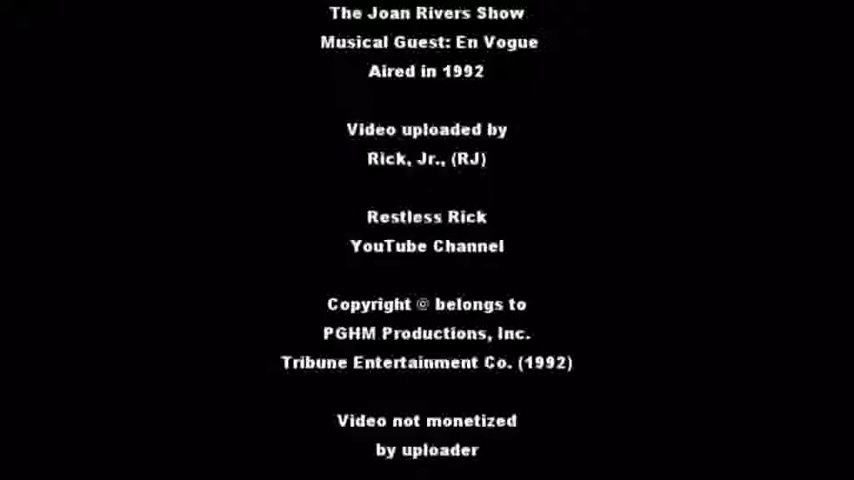 The Joan Rivers Show
Musical Guest: En Vogue
Aired in 1992
Video uploaded by
Rick, Jr., (RJ)
Restless Rick
YouTube Channel
Copyright @ belongs to
PGHM Productions, Inc.
Tribune Entertainment Co. (1992)
Video not monetized
by uploader